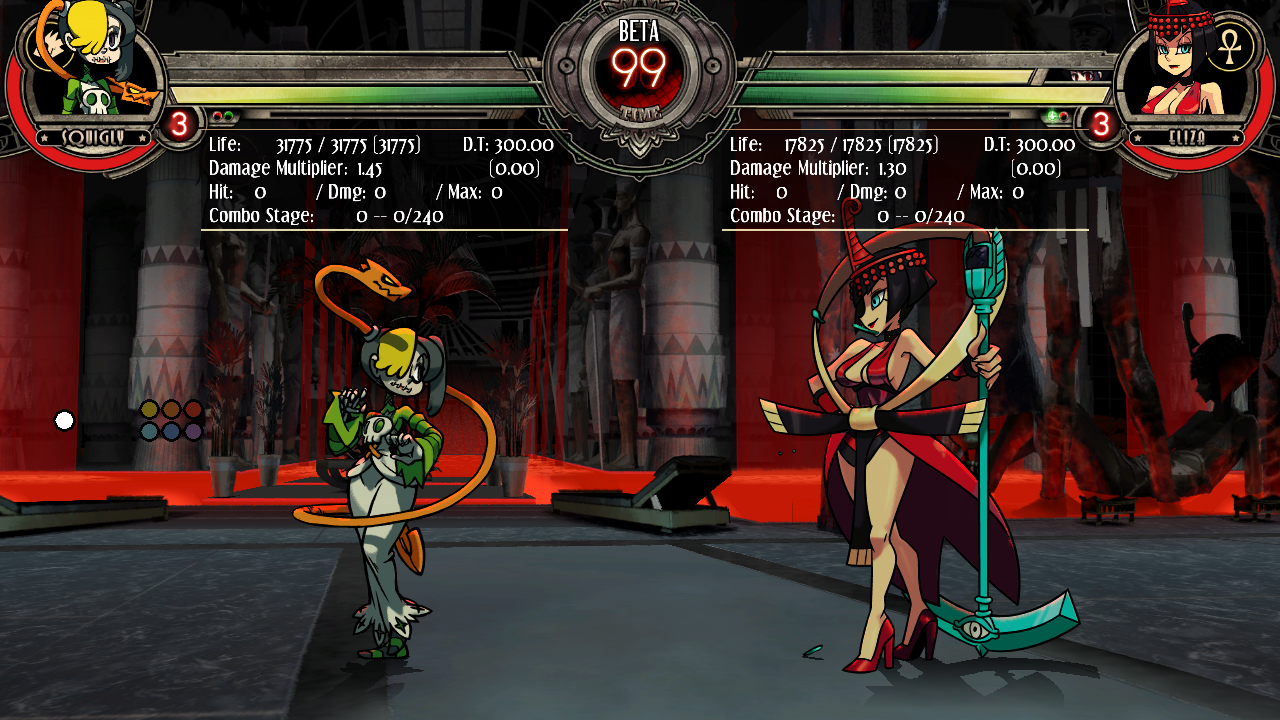 BETA
99
TIME
SQUIGLY
3
3
ELIZA
Life: 31775 / 31775 [31775] D.T: 300.00
Damage Multiplier: 1.45 (0.00)
Hit: 0 / Dmg: 0 / Max: 0
Combo Stage: 0 -- 0/240
Life: 17825 / 17825 [17825] D.T: 300.00
Damage Multiplier: 1.30 (0.00)
Hit: 0 / Dmg: 0 / Max: 0
Combo Stage: 0 -- 0/240